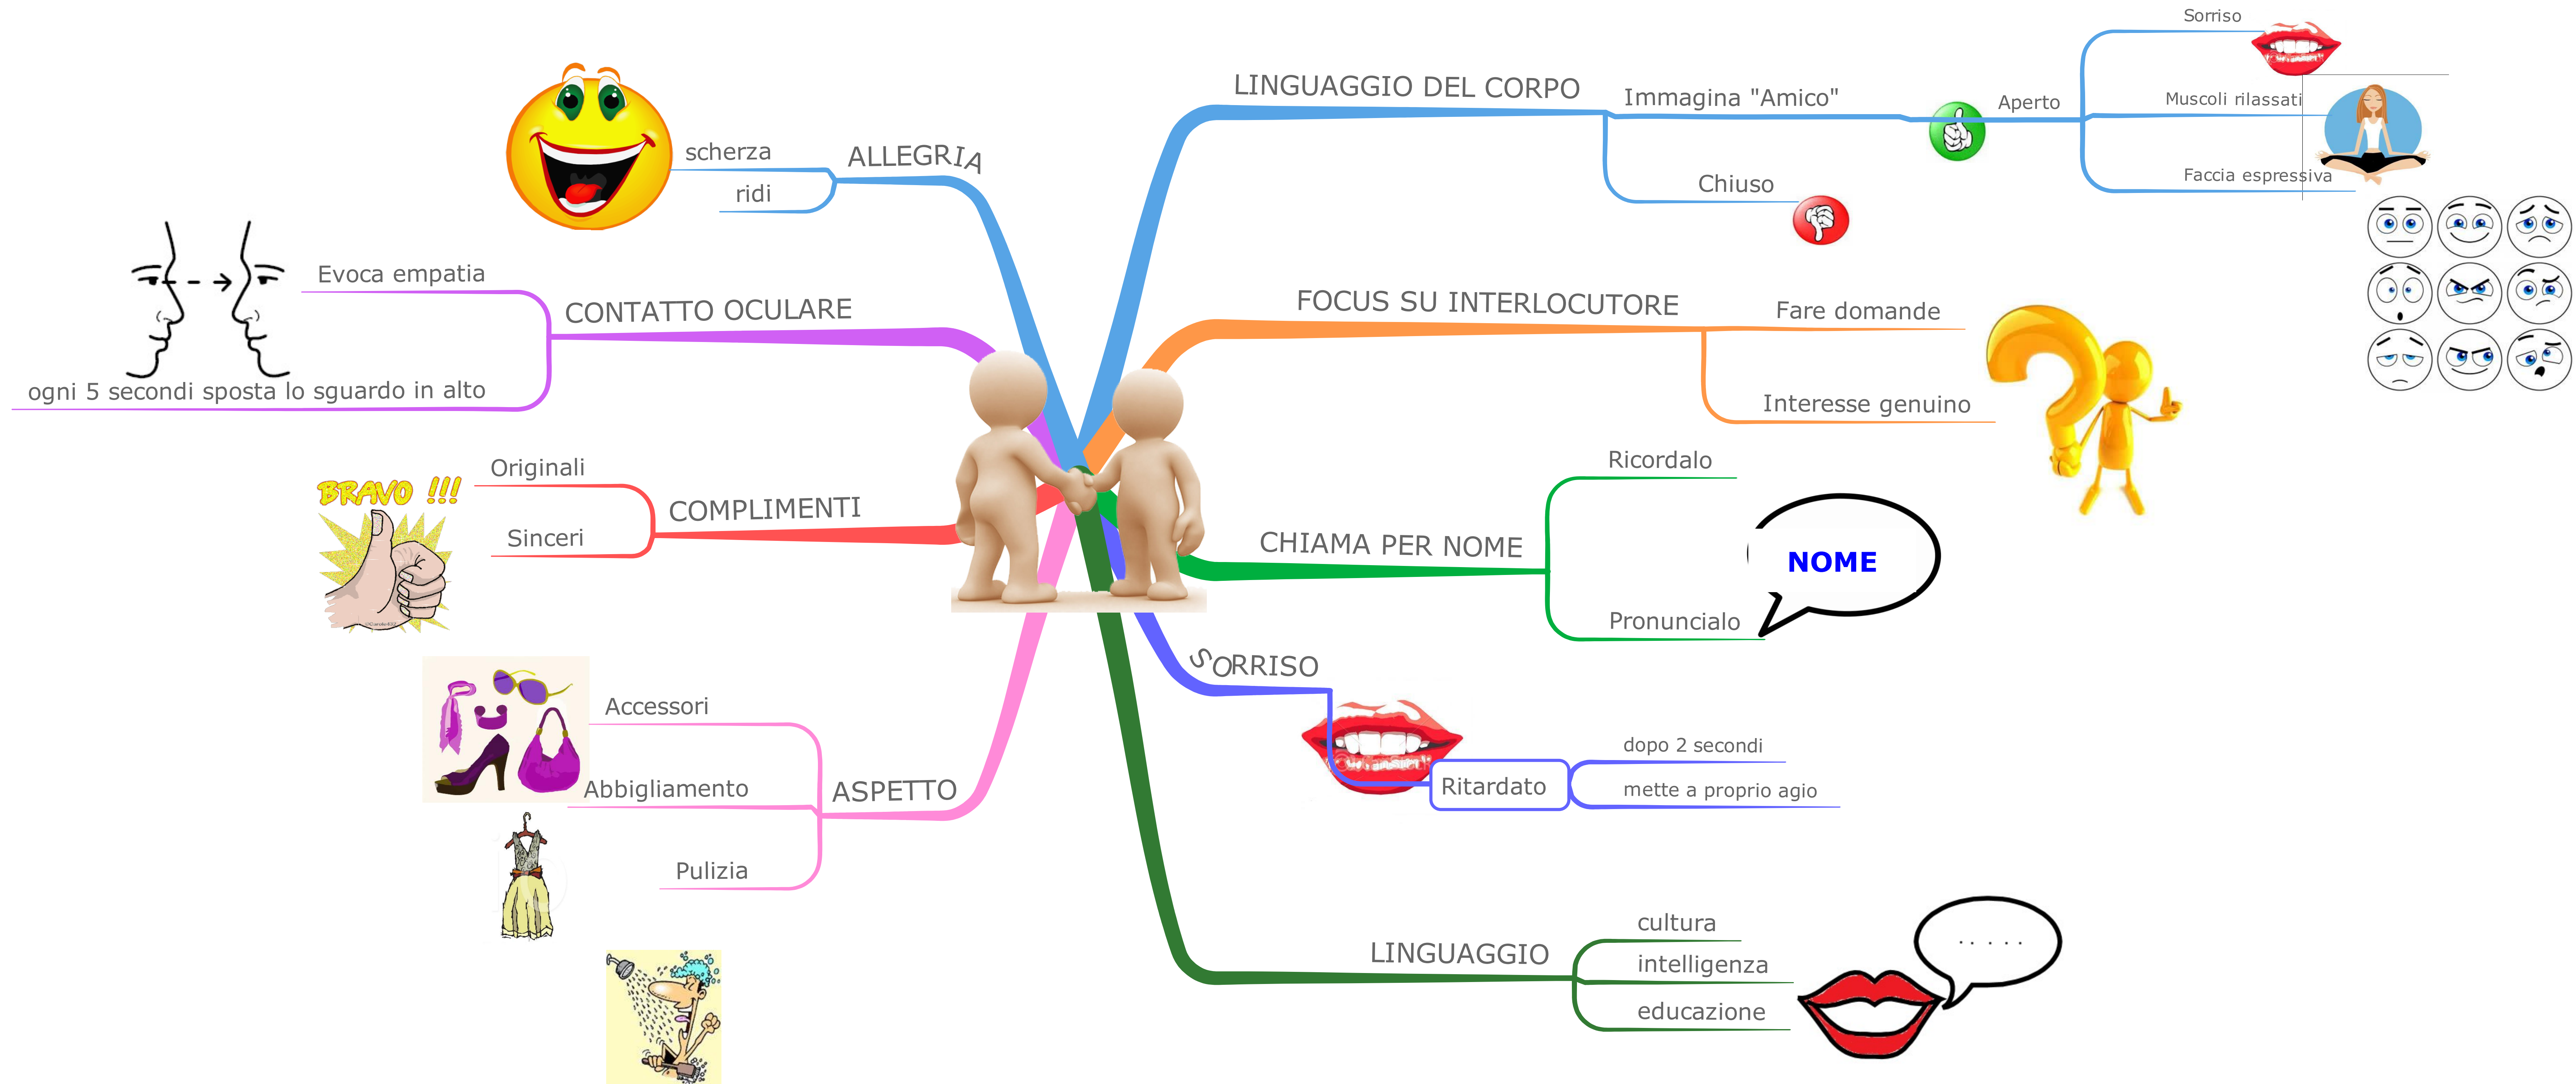 LINGUAGGIO DEL CORPO
Immagina "Amico"
Aperto
Sorriso
Muscoli rilassati
Faccia espressiva
Chiuso
FOCUS SU INTERLOCUTORE
Fare domande
Interesse genuino
CHIAMA PER NOME
Ricordalo
Pronuncialo
NOME
SORRISO
Ritardato
dopo 2 secondi
mette a proprio agio
LINGUAGGIO
cultura
intelligenza
educazione
. . . . .
ALLEGRIA
scherza
ridi
CONTATTO OCULARE
Evoca empatia
ogni 5 secondi sposta lo sguardo in alto
COMPLIMENTI
Originali
Sinceri
BRAVO !!!
ASPETTO
Accessori
Abbigliamento
Pulizia